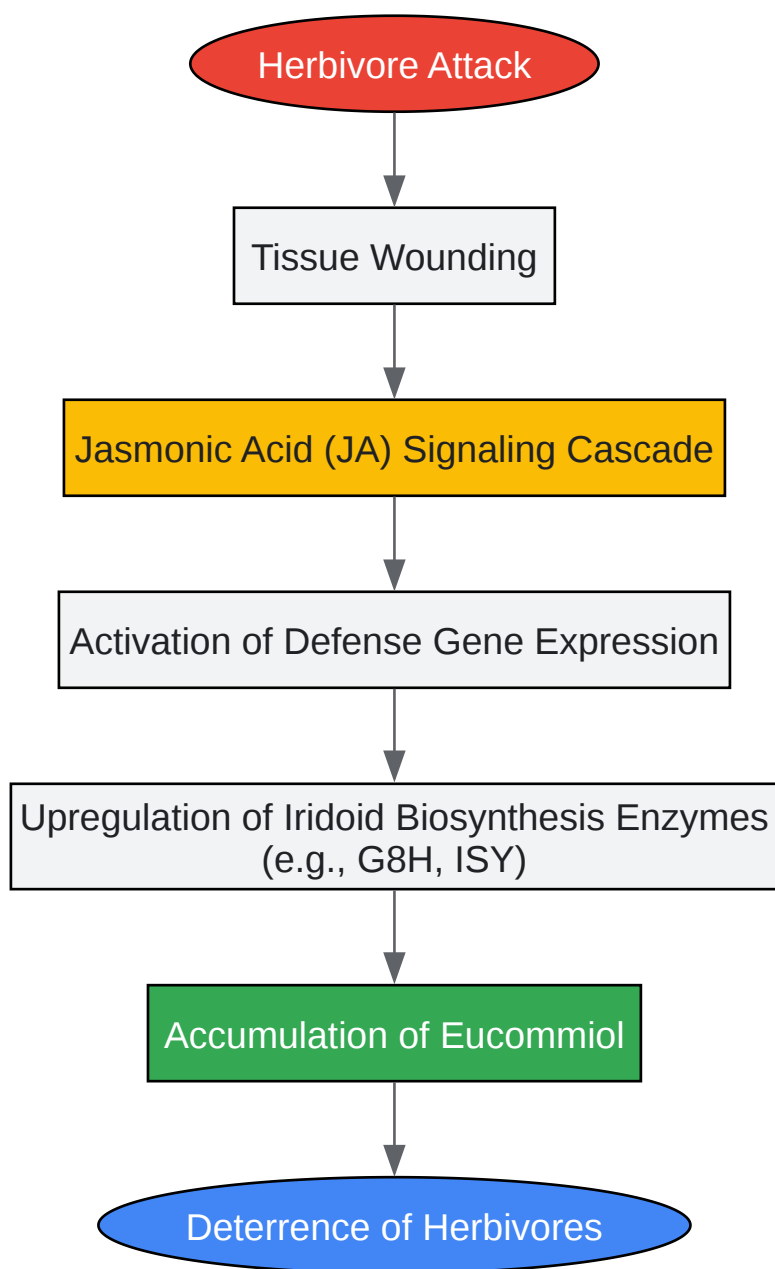 Herbivore Attack
Tissue Wounding
Jasmonic Acid (JA) Signaling Cascade
Activation of Defense Gene Expression
Upregulation of Iridoid Biosynthesis Enzymes
(e.g., G8H, ISY)
Accumulation of Eucommiol
Deterrence of Herbivores